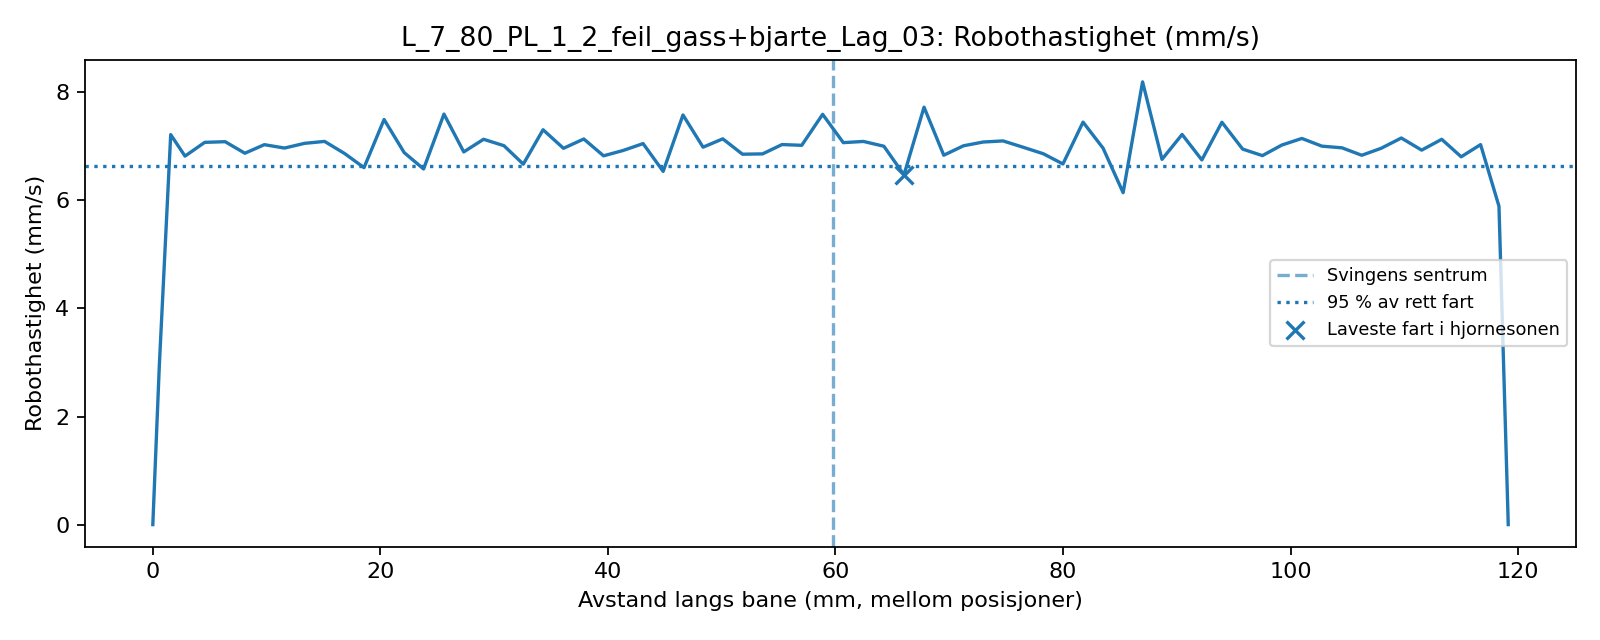 L_7_80_PL_1_2_feil_gass+bjarte_Lag_03: Robothastighet (mm/s)
Robothastighet (mm/s)
8
6
4
2
0
Svingens sentrum
95 % av rett fart
Laveste fart i hjornesonen
0 20 40 60 80 100 120
Avstand langs bane (mm, mellom posisjoner)